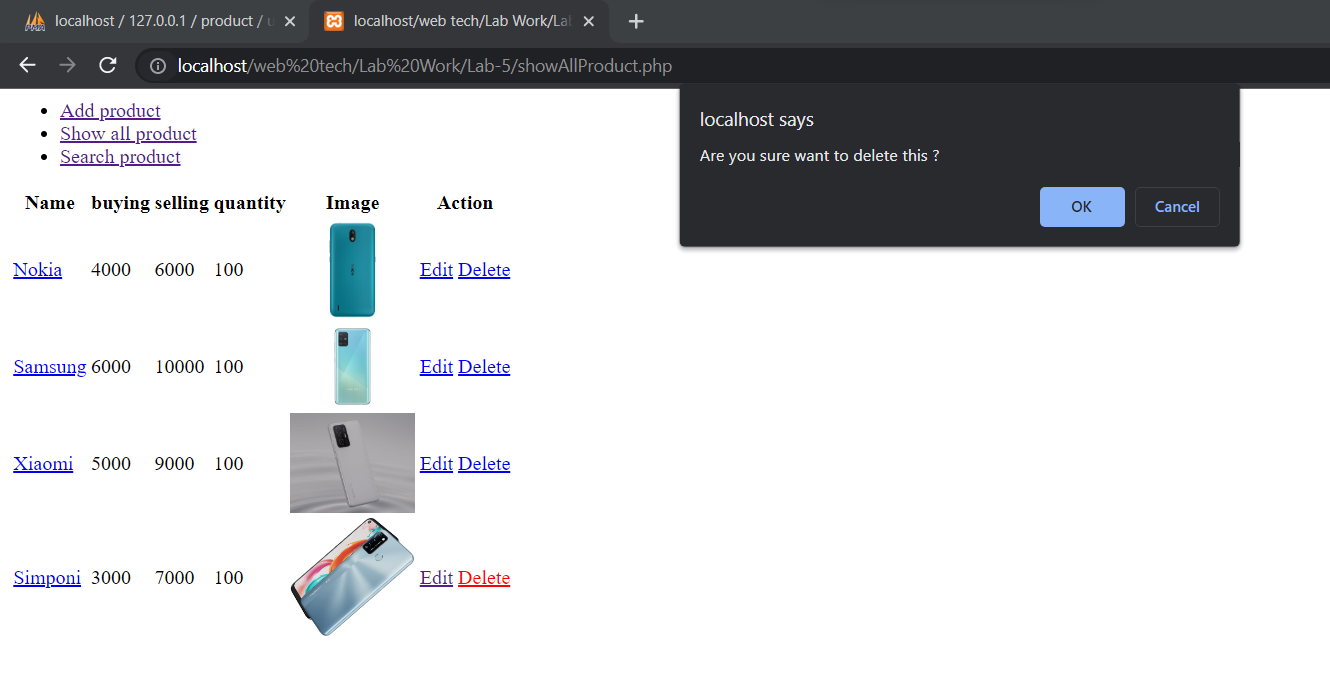 localhost / 127.0.0.1 / product / u
localhost/web tech/Lab Work/Lab
localhost/web%20tech/Lab%20Work/Lab-5/showAllProduct.php
localhost says
Are you sure want to delete this ?
OK Cancel
Add product
Show all product
Search product
Name buying selling quantity Image Action
Nokia 4000 6000 100 Edit Delete
Samsung 6000 10000 100 Edit Delete
Xiaomi 5000 9000 100 Edit Delete
Simponi 3000 7000 100 Edit Delete